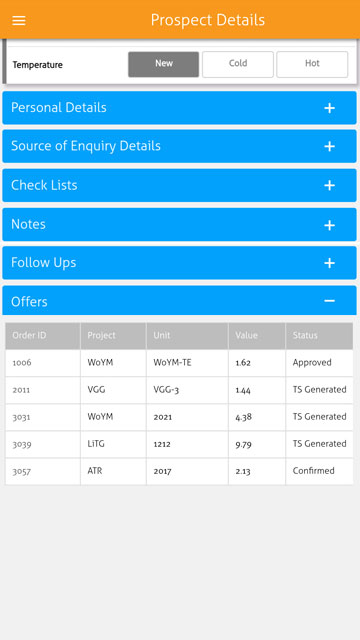 Prospect Details
Temperature New Cold Hot
Personal Details
Source of Enquiry Details
Check Lists
Notes
Follow Ups
Offers
Order ID Project Unit Value Status
1006 WoYM WoYM-TE 1.62 Approved
2011 VGG VGG-3 1.44 TS Generated
3031 WoYM 2021 4.38 TS Generated
3039 LiTG 1212 9.79 TS Generated
3057 ATR 2017 2.13 Confirmed